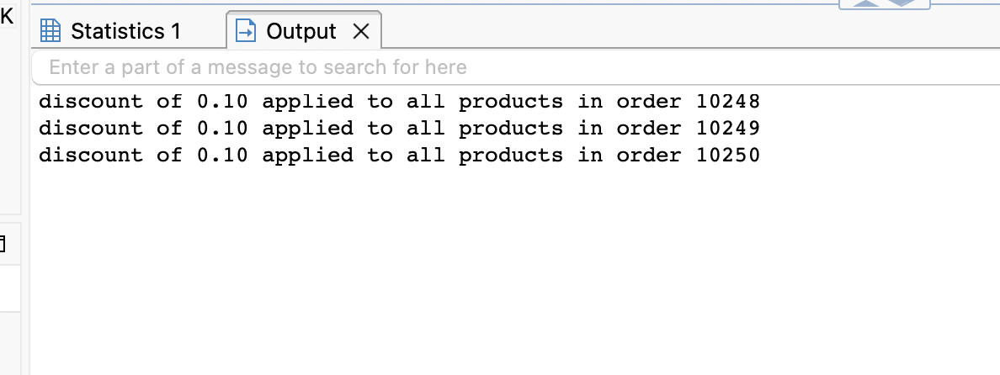 K
Statistics 1
Output
Enter a part of a message to search for here
discount of 0.10 applied to all products in order 10248
discount of 0.10 applied to all products in order 10249
discount of 0.10 applied to all products in order 10250